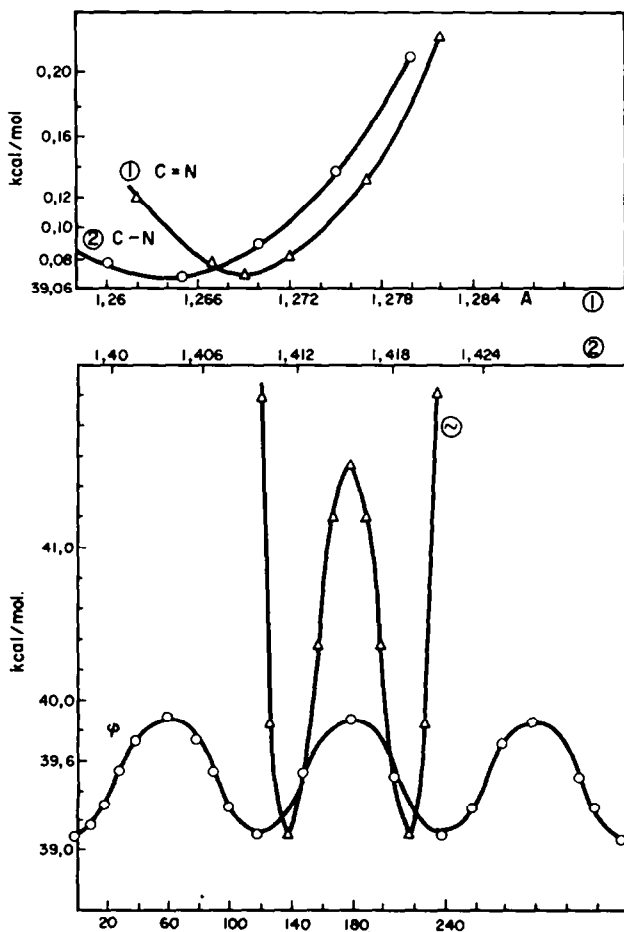 kcal/mol
0,20
0,16
0,12
0,10
0,08
39,06
① C=N
② C-N
1,26 1,266 1,272 1,278 1,284 A ①
1,40 1,406 1,412 1,418 1,424 ②
kcal/mol.
41,0
40,0
39,6
39,0
φ
20 60 100 140 180 240